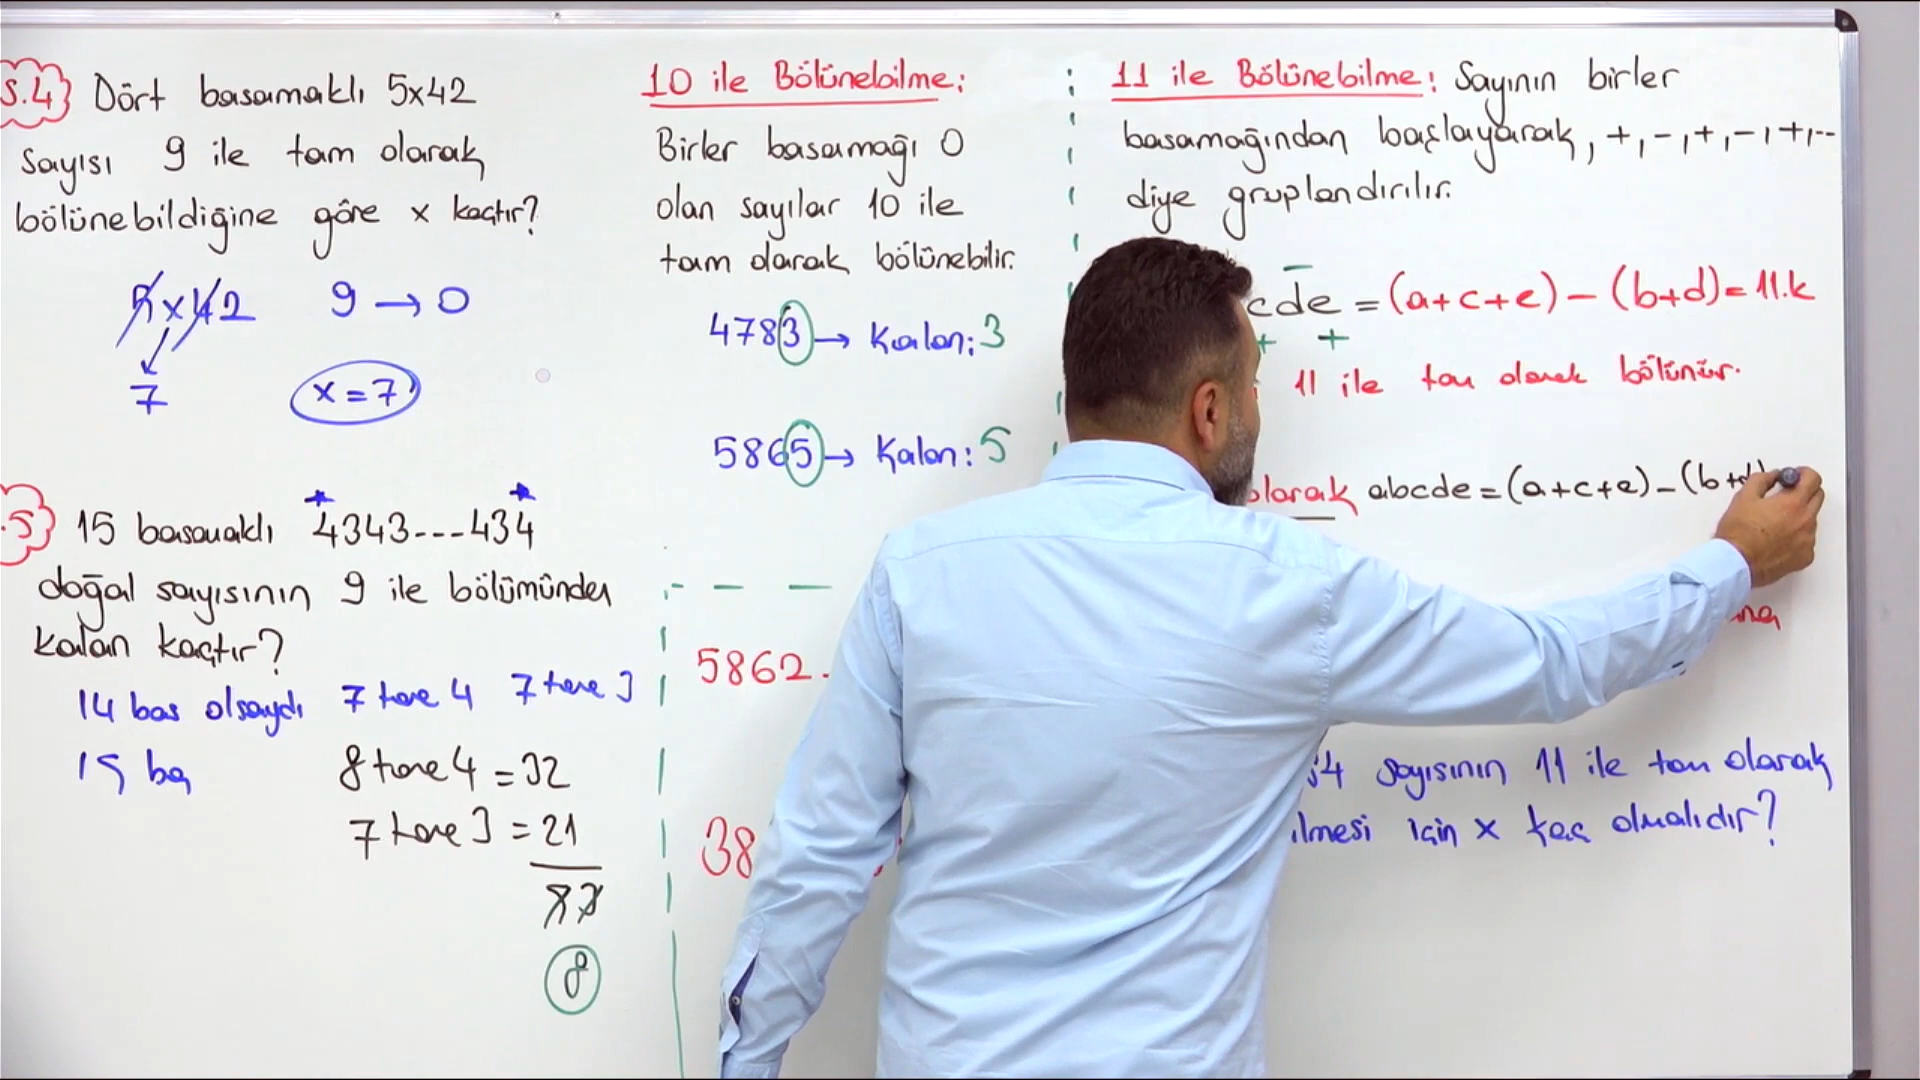 S.4 Dört basamaklı 5x42
sayısı 9 ile tam olarak
bölünebildiğine göre x kaçtır?
5x42 9 → 0
7 x = 7
.5 15 basamaklı 4343---434
doğal sayısının 9 ile bölümünden
kalan kaçtır?
14 bas olsaydı 7 tane 4 7 tane 3
15 ba
8 tane 4 = 32
7 tane 3 = 21
8
10 ile Bölünebilme:
Birler basamağı 0
olan sayılar 10 ile
tam olarak bölünebilir.
4783 → Kalan: 3
5865 → Kalan: 5
5862.
38
11 ile Bölünebilme: Sayının birler
basamağından başlayarak, +, -, +, -, +, --
diye gruplandırılır.
cde = (a+c+e) - (b+d) = 11.k
+ +
11 ile tam olarak bölünür.
olarak abcde = (a+c+e) - (b+d)
54 sayısının 11 ile tam olarak
ilmesi için x kaç olmalıdır?